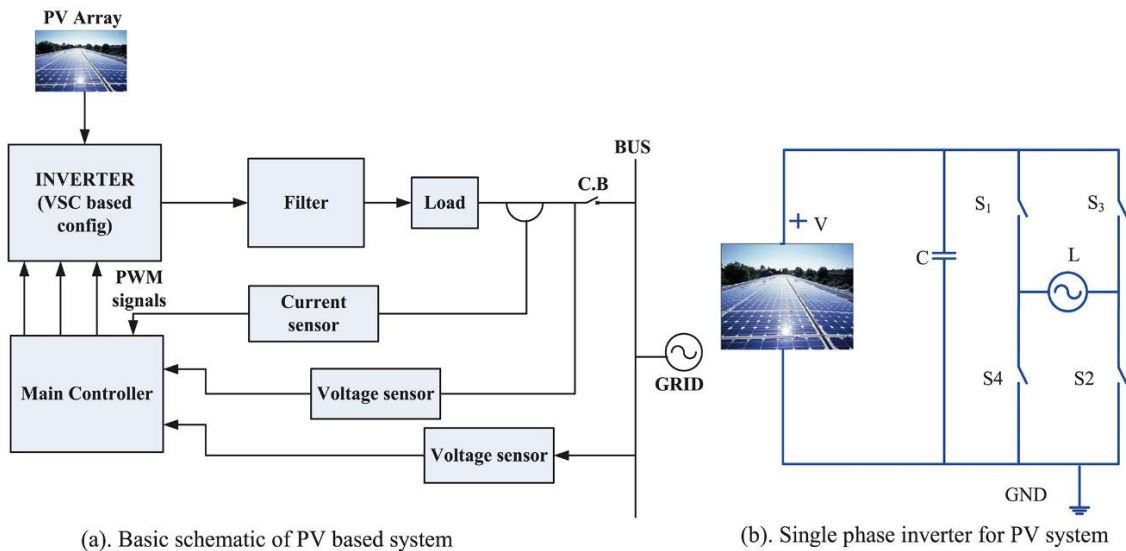 PV Array
INVERTER
(VSC based
config)
Filter
Load
C.B
BUS
PWM
signals
Current
sensor
Main Controller
Voltage sensor
Voltage sensor
GRID
(a). Basic schematic of PV based system
+ V
C
S₁
S₃
L
S4
S2
GND
(b). Single phase inverter for PV system